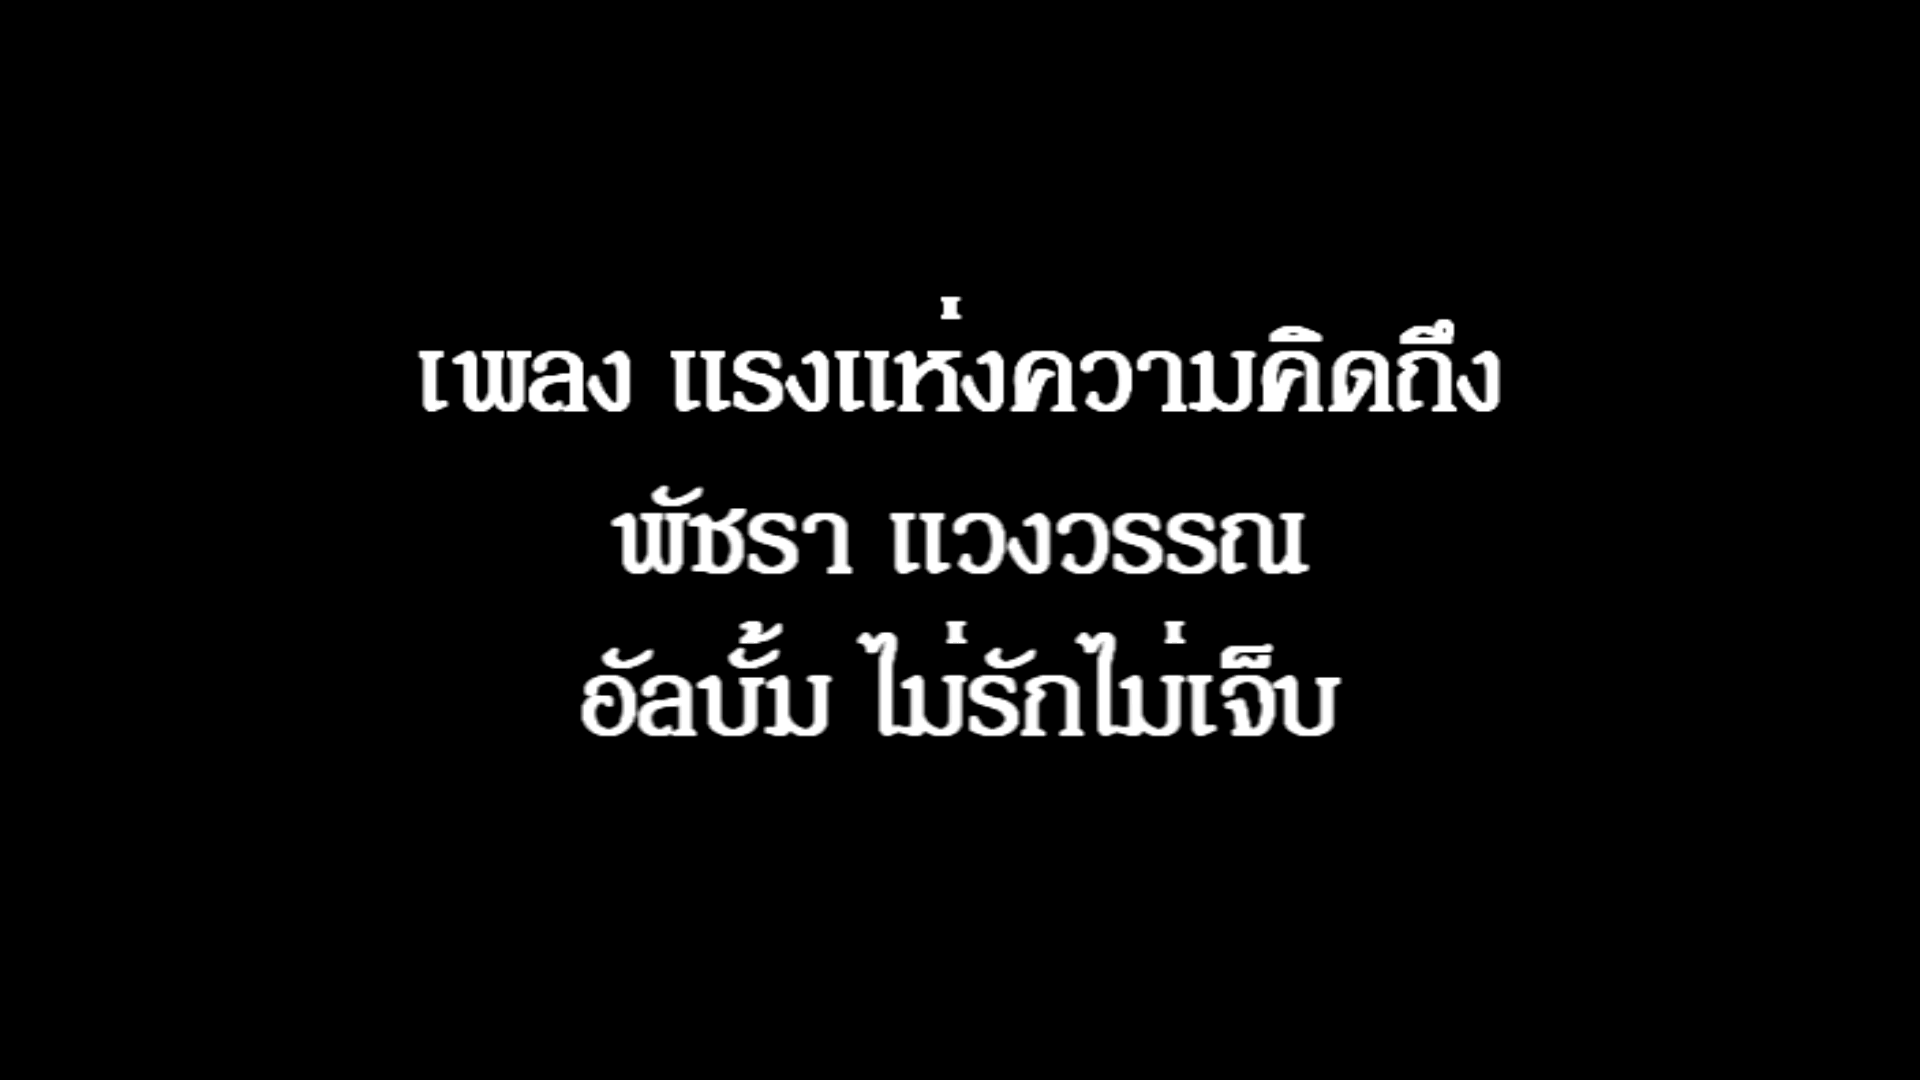 เพลง แรงแห่งความคิดถึง
พัชรา แวงวรรณ
อัลบั้ม ไม่รักไม่เจ็บ